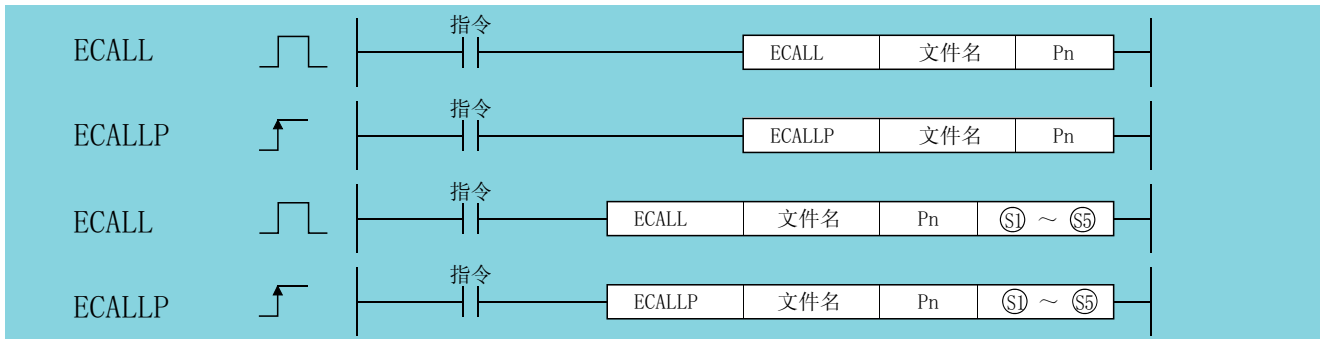 指令
ECALL ECALL 文件名 Pn
指令
ECALLP ECALLP 文件名 Pn
指令
ECALL ECALL 文件名 Pn S1 ～ S5
指令
ECALLP ECALLP 文件名 Pn S1 ～ S5